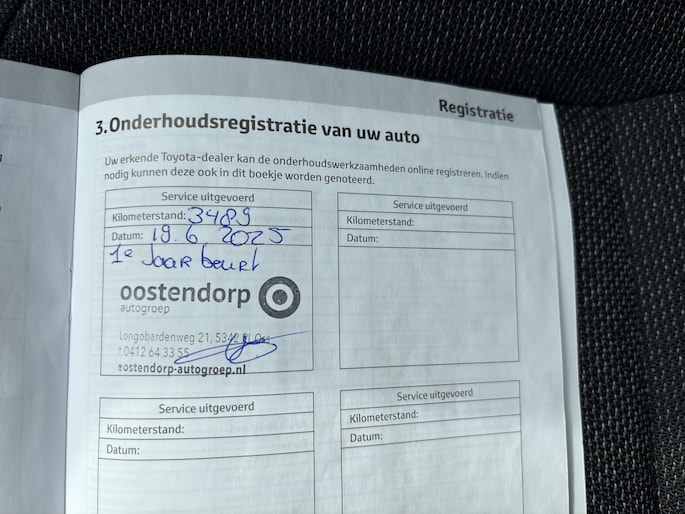 Registratie
3.Onderhoudsregistratie van uw auto
Uw erkende Toyota-dealer kan de onderhoudswerkzaamheden online registreren. Indien
nodig kunnen deze ook in dit boekje worden genoteerd.
Service uitgevoerd
Kilometerstand: 3489
Datum: 19.6 2025
1e Jaar beurt
oostendorp
autogroep
Longobardenweg 21, 5342 Oss
t 0412 64 33 55
oostendorp-autogroep.nl
Service uitgevoerd
Kilometerstand:
Datum:
Service uitgevoerd
Kilometerstand:
Datum:
Service uitgevoerd
Kilometerstand:
Datum: